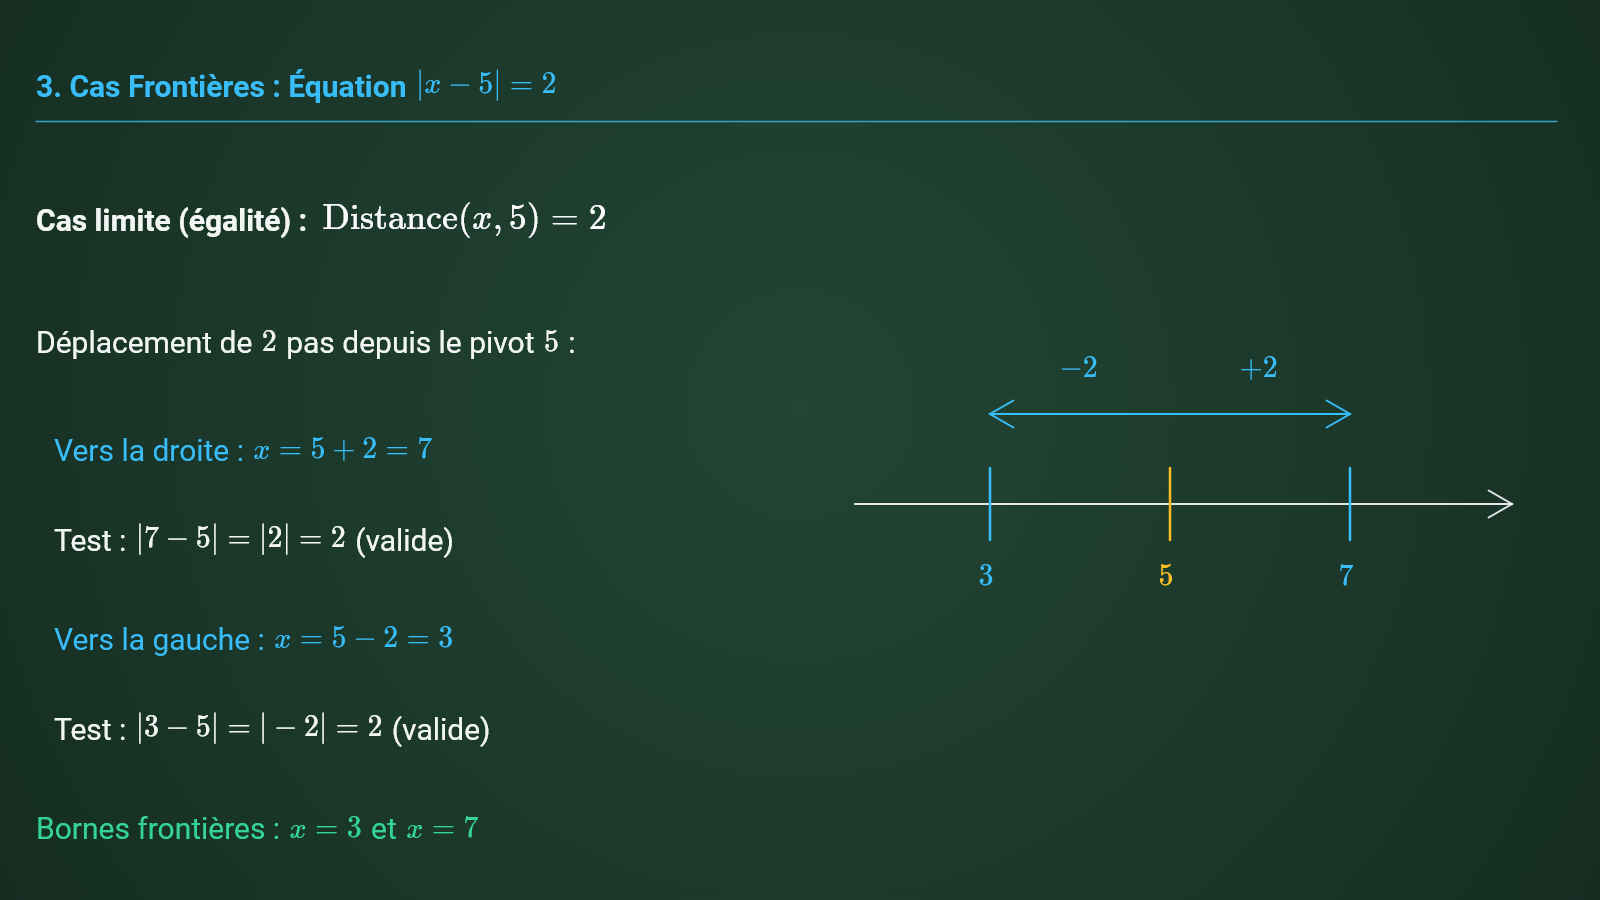 3. Cas Frontières : Équation |x − 5| = 2
Cas limite (égalité) : Distance(x, 5) = 2
Déplacement de 2 pas depuis le pivot 5 :
Vers la droite : x = 5 + 2 = 7
Test : |7 − 5| = |2| = 2 (valide)
Vers la gauche : x = 5 − 2 = 3
Test : |3 − 5| = | − 2| = 2 (valide)
Bornes frontières : x = 3 et x = 7
−2 +2
3 5 7